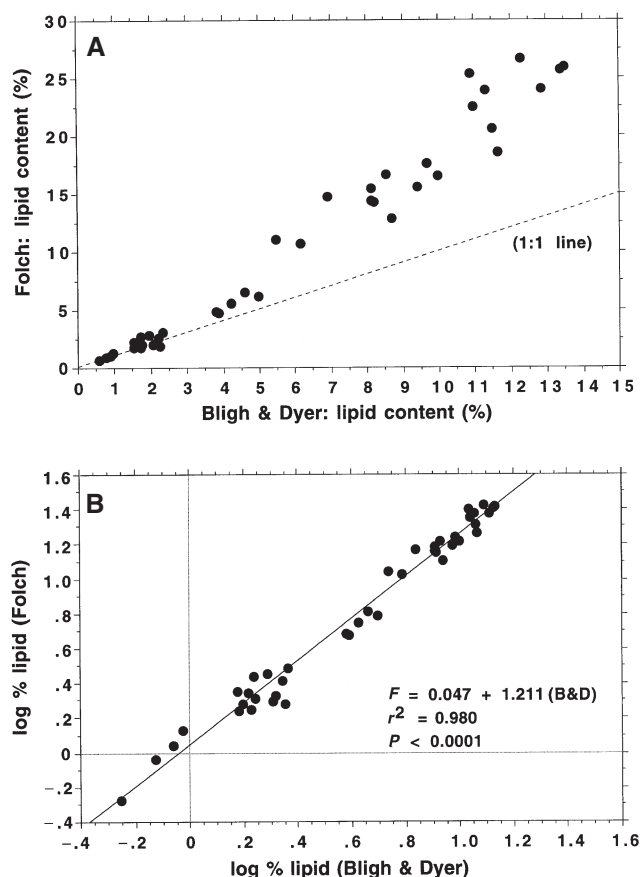 A
30
25
20
15
10
5
0
Folch: lipid content (%)
(1:1 line)
0 1 2 3 4 5 6 7 8 9 10 11 12 13 14 15
Bligh & Dyer: lipid content (%)
B
1.6
1.4
1.2
1.0
.8
.6
.4
.2
0
-.2
-.4
log % lipid (Folch)
F = 0.047 + 1.211 (B&D)
r² = 0.980
P < 0.0001
-.4 -.2 0 .2 .4 .6 .8 1.0 1.2 1.4 1.6
log % lipid (Bligh & Dyer)